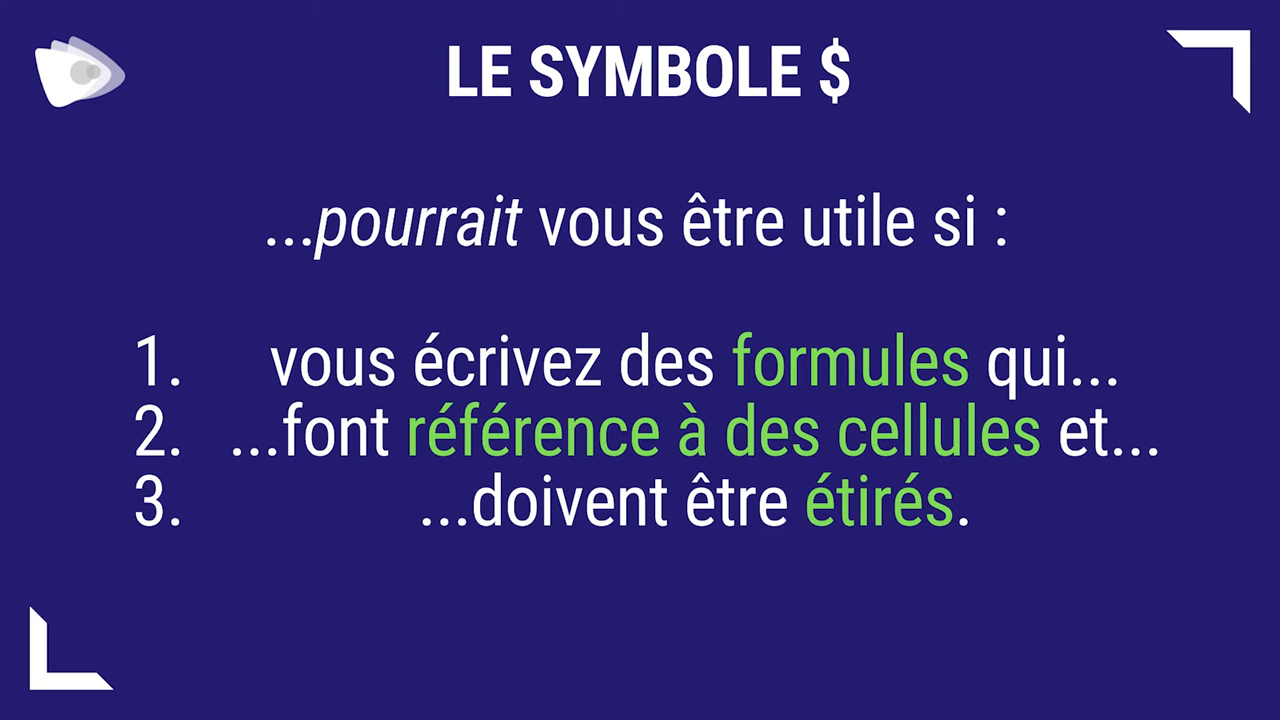 LE SYMBOLE $
...pourrait vous être utile si :
1. vous écrivez des formules qui...
2. ...font référence à des cellules et...
3. ...doivent être étirés.